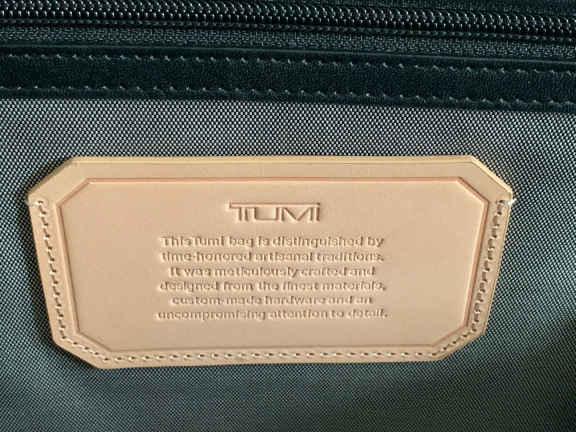 TUMI
This Tumi bag is distinguished by
time-honored artisanal traditions.
It was meticulously crafted and
designed from the finest materials,
custom-made hardware and an
uncompromising attention to detail.